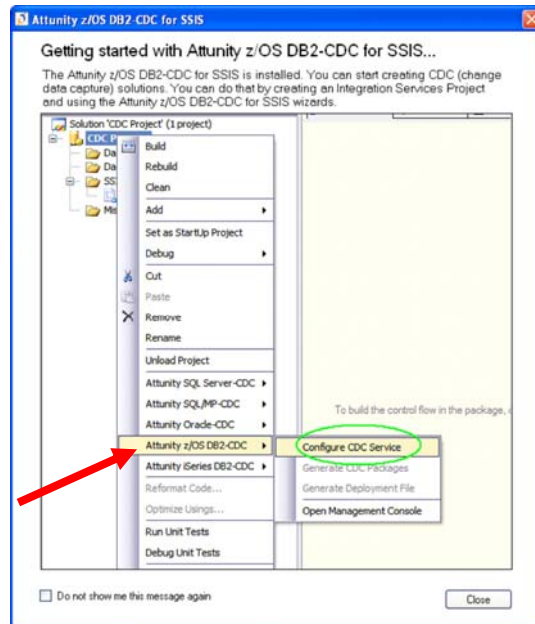 Attunity z/OS DB2-CDC for SSIS
Getting started with Attunity z/OS DB2-CDC for SSIS...
The Attunity z/OS DB2-CDC for SSIS is installed. You can start creating CDC (change
data capture) solutions. You can do that by creating an Integration Services Project
and using the Attunity z/OS DB2-CDC for SSIS wizards.
Solution 'CDC Project' (1 project)
CDC P
Da
Da
SS
Mis
Build
Rebuild
Clean
Add
Set as StartUp Project
Debug
Cut
Paste
Remove
Rename
Unload Project
Attunity SQL Server-CDC
Attunity SQL/MP-CDC
Attunity Oracle-CDC
Attunity z/OS DB2-CDC
Attunity iSeries DB2-CDC
Reformat Code...
Optimize Usings...
Run Unit Tests
Debug Unit Tests
To build the control flow in the package,
Configure CDC Service
Generate CDC Packages
Generate Deployment File
Open Management Console
Do not show me this message again
Close